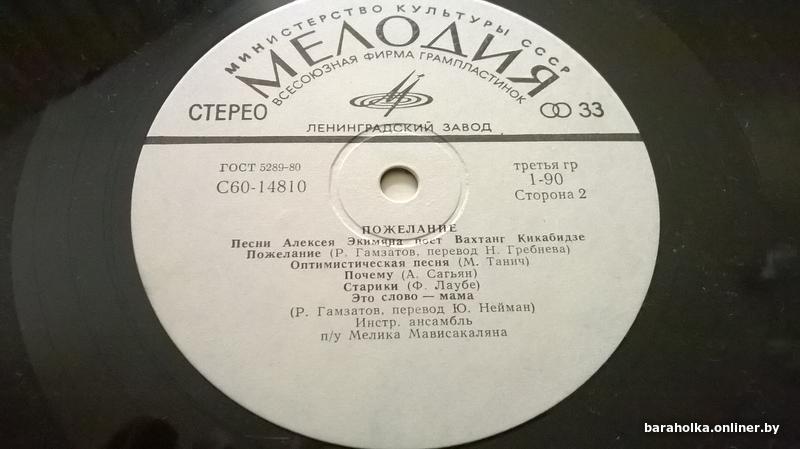 МИНИСТЕРСТВО КУЛЬТУРЫ СССР
МЕЛОДИЯ
ВСЕСОЮЗНАЯ ФИРМА ГРАМПЛАСТИНОК
СТЕРЕО
33
ЛЕНИНГРАДСКИЙ ЗАВОД
ГОСТ 5289-80
С60-14810
третья гр
1-90
Сторона 2
ПОЖЕЛАНИЕ
Песни Алексея Экимяна поет Вахтанг Кикабидзе
Пожелание (Р. Гамзатов, перевод Н. Гребнева)
Оптимистическая песня (М. Танич)
Почему (А. Сагьян)
Старики (Ф. Лаубе)
Это слово — мама
(Р. Гамзатов, перевод Ю. Нейман)
Инстр. ансамбль
п/у Мелика Мависакаляна
baraholka.onliner.by